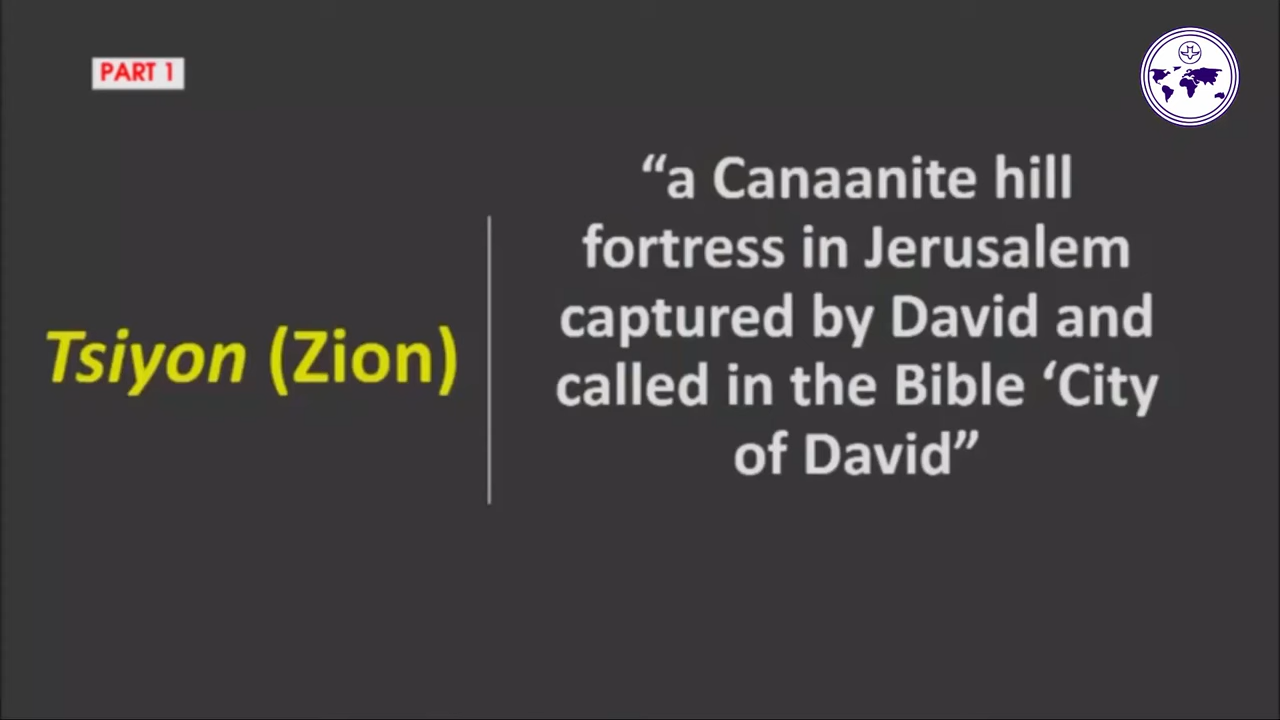 PART 1
Tsiyon (Zion)
“a Canaanite hill
fortress in Jerusalem
captured by David and
called in the Bible ‘City
of David”